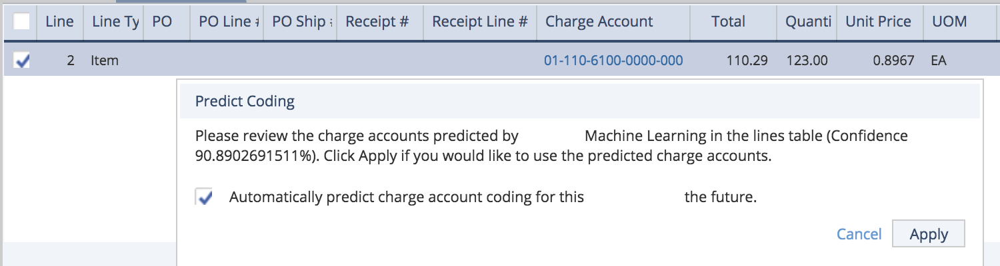 Line Line Ty PO PO Line # PO Ship Receipt # Receipt Line # Charge Account Total Quanti Unit Price UOM
2 Item 01-110-6100-0000-000 110.29 123.00 0.8967 EA
Predict Coding
Please review the charge accounts predicted by Machine Learning in the lines table (Confidence
90.8902691511%). Click Apply if you would like to use the predicted charge accounts.
Automatically predict charge account coding for this the future.
Cancel Apply